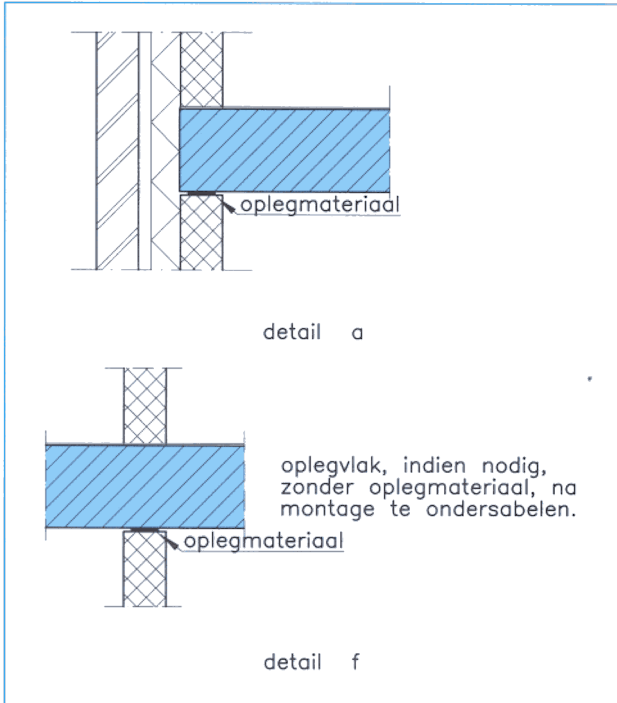 oplegmateriaal
detail a
oplegvlak, indien nodig,
zonder oplegmateriaal, na
montage te ondersabelen.
oplegmateriaal
detail f